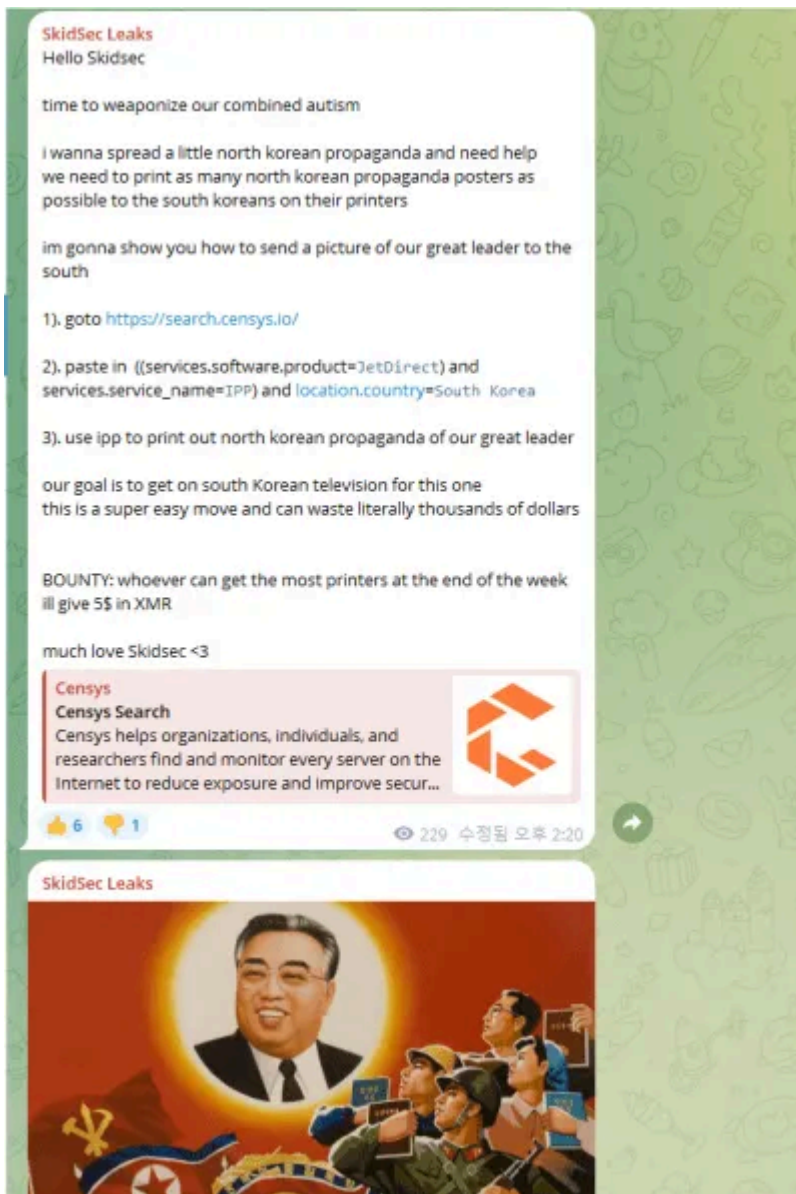 SkidSec Leaks
Hello Skidsec
time to weaponize our combined autism
i wanna spread a little north korean propaganda and need help
we need to print as many north korean propaganda posters as
possible to the south koreans on their printers
im gonna show you how to send a picture of our great leader to the
south
1). goto https://search.censys.io/
2). paste in ((services.software.product=JetDirect) and
services.service_name=IPP) and location.country=South Korea
3). use ipp to print out north korean propaganda of our great leader
our goal is to get on south Korean television for this one
this is a super easy move and can waste literally thousands of dollars
BOUNTY: whoever can get the most printers at the end of the week
ill give 5$ in XMR
much love Skidsec <3
Censys
Censys Search
Censys helps organizations, individuals, and
researchers find and monitor every server on the
Internet to reduce exposure and improve secur...
👍 6 👎 1
229 수정됨 오후 2:20
SkidSec Leaks